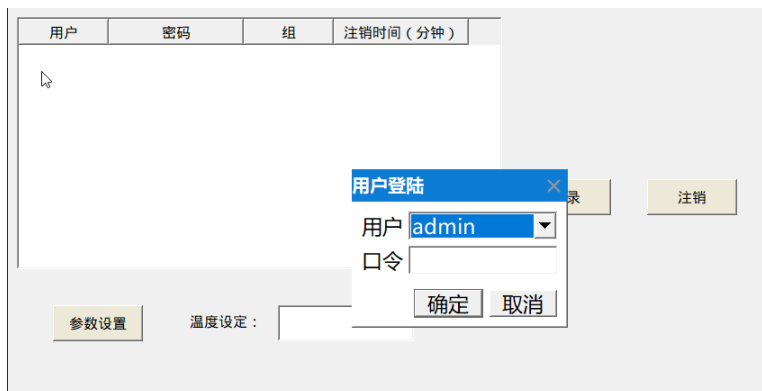 用户 密码 组 注销时间（分钟）
用户登陆
录
注销
用户 admin
口令
确定 取消
参数设置
温度设定：